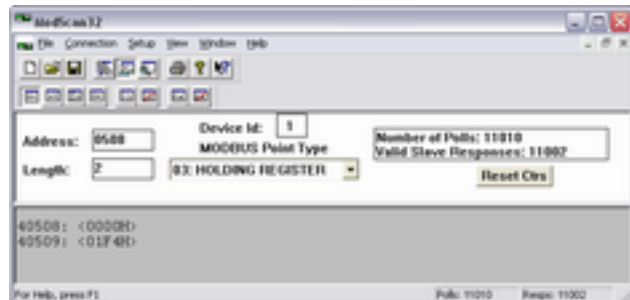 ModScan32
File Connection Setup View Window Help
Address: 0508
Device Id: 1
MODBUS Point Type
Length: 2
03: HOLDING REGISTER
Number of Polls: 11010
Valid Slave Responses: 11002
Reset Ctrs
40508: <0000H>
40509: <01F4H>
For Help, press F1
Polls: 11010
Resps: 11002